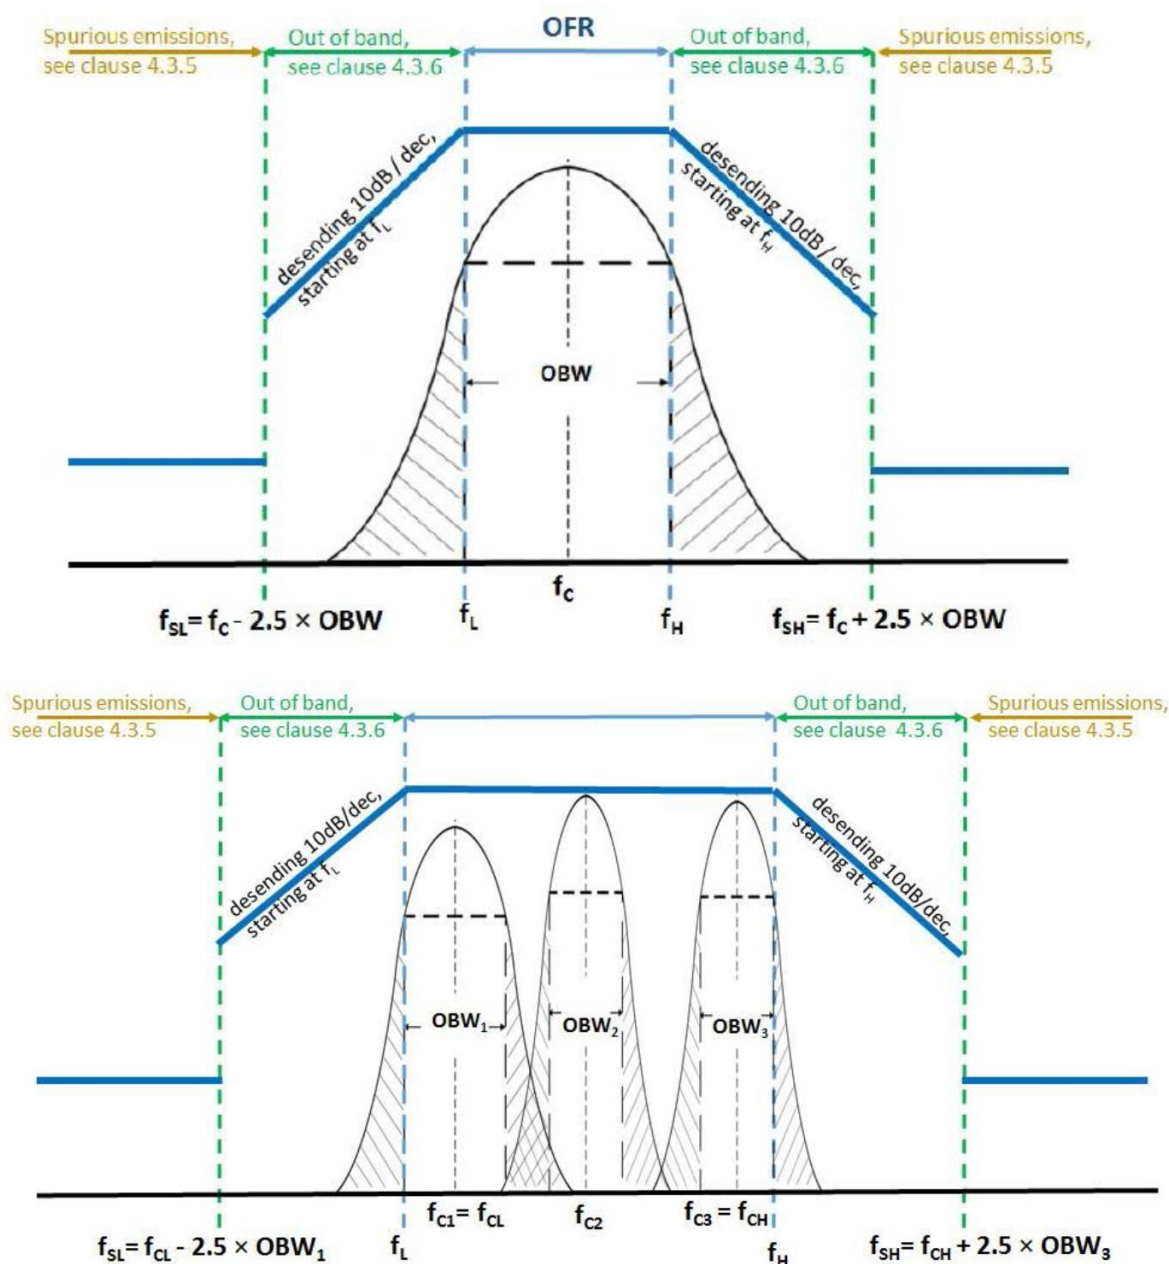 OFR
Spurious emissions,
see clause 4.3.5
Out of band,
see clause 4.3.6
Out of band,
see clause 4.3.6
Spurious emissions,
see clause 4.3.5
desending 10dB / dec,
starting at fL
desending 10dB / dec,
starting at fH
OBW
fC
fL
fH
fSL= fC - 2.5 × OBW
fSH= fC + 2.5 × OBW
Spurious emissions,
see clause 4.3.5
Out of band,
see clause 4.3.6
Out of band,
see clause 4.3.6
Spurious emissions,
see clause 4.3.5
desending 10dB/dec,
starting at fL
desending 10dB/dec,
starting at fH
OBW1
OBW2
OBW3
fC1= fCL
fC2
fC3 = fCH
fSL= fCL - 2.5 × OBW1
fL
fH
fSH= fCH + 2.5 × OBW3